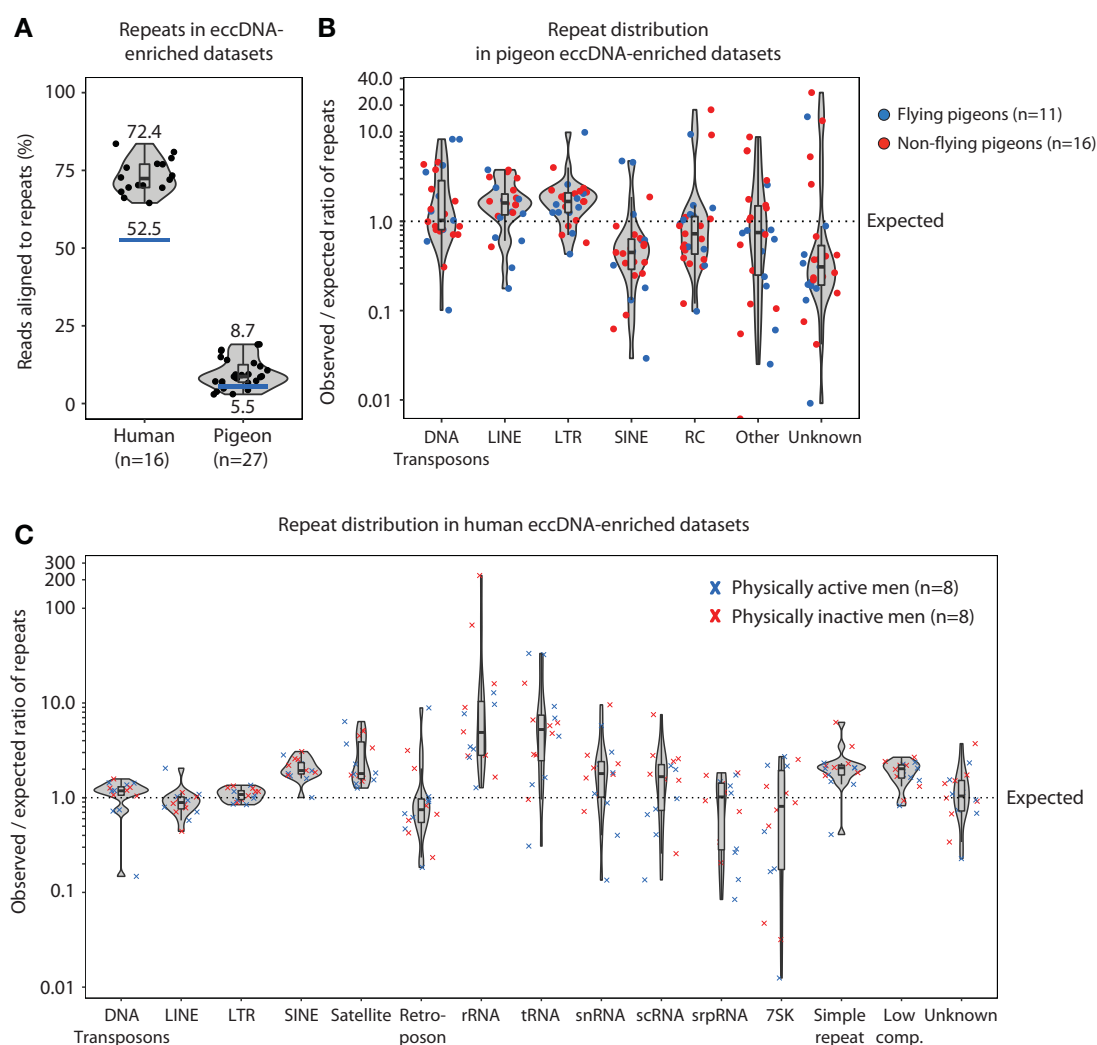 A
Repeats in eccDNA-
enriched datasets
Reads aligned to repeats (%)
100
75
50
25
0
72.4
52.5
8.7
5.5
Human
(n=16)
Pigeon
(n=27)
B
Repeat distribution
in pigeon eccDNA-enriched datasets
Observed / expected ratio of repeats
40.0
20.0
10.0
1.0
0.1
0.01
Flying pigeons (n=11)
Non-flying pigeons (n=16)
Expected
DNA
Transposons
LINE
LTR
SINE
RC
Other
Unknown
C
Repeat distribution in human eccDNA-enriched datasets
Observed / expected ratio of repeats
300
200
100
10.0
1.0
0.1
0.01
Physically active men (n=8)
Physically inactive men (n=8)
Expected
DNA
Transposons
LINE
LTR
SINE
Satellite
Retro-
poson
rRNA
tRNA
snRNA
scRNA
srpRNA
7SK
Simple
repeat
Low
comp.
Unknown